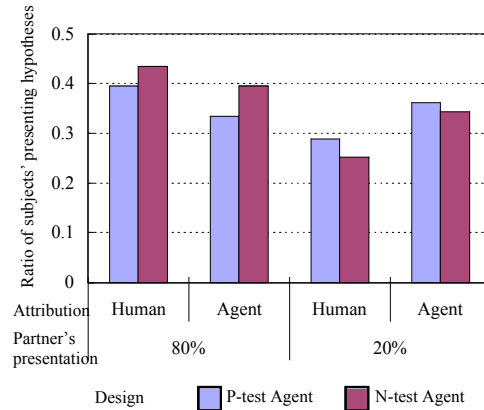 Ratio of subjects' presenting hypotheses
0.5
0.4
0.3
0.2
0.1
0
Attribution Human Agent Human Agent
Partner's
presentation 80% 20%
Design P-test Agent N-test Agent